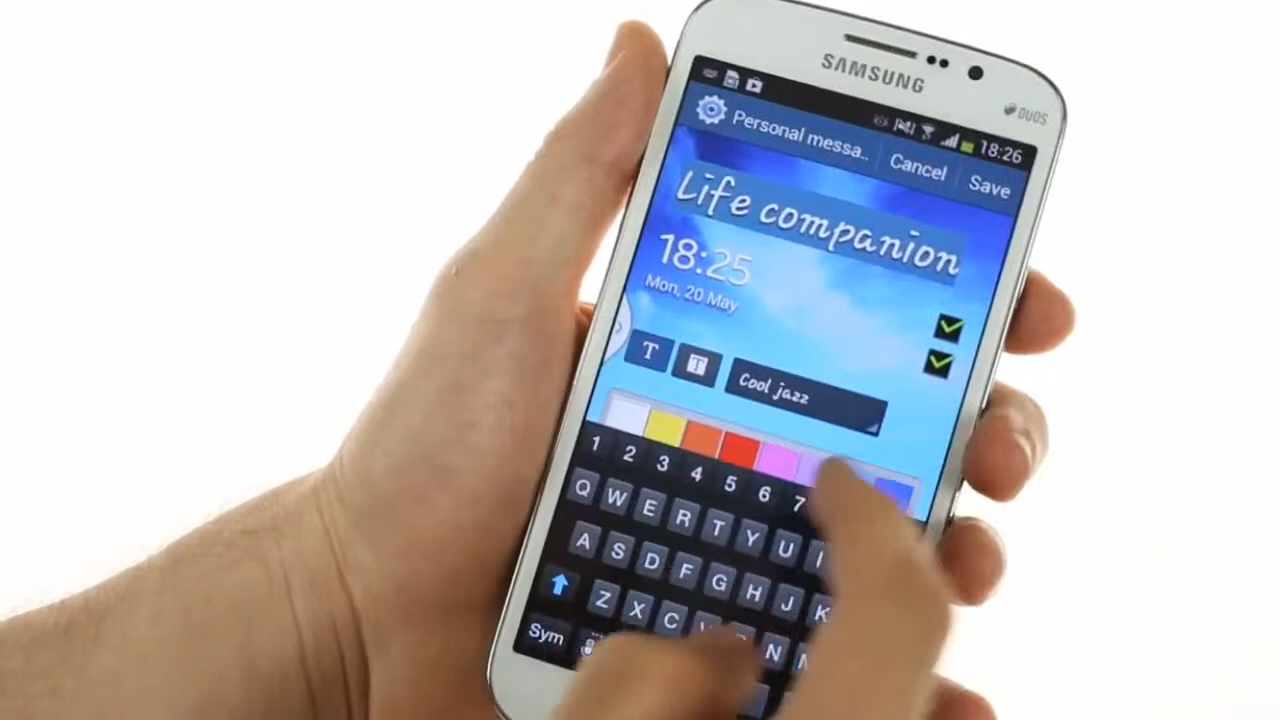 SAMSUNG
DUOS
18:26
Personal messa.. Cancel Save
Life companion
18:25
Mon, 20 May
T T Cool jazz
1 2 3 4 5 6 7
Q W E R T Y U I
A S D F G H J K
Z X C N
Sym